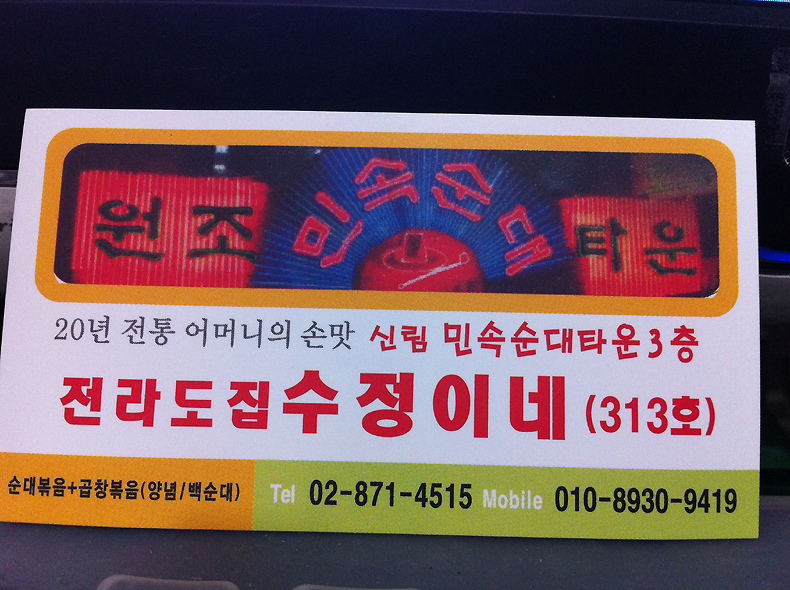 원조 민속순대 타운
20년 전통 어머니의 손맛 신림 민속순대타운3층
전라도집수정이네 (313호)
순대볶음+곱창볶음(양념/백순대) Tel 02-871-4515 Mobile 010-8930-9419